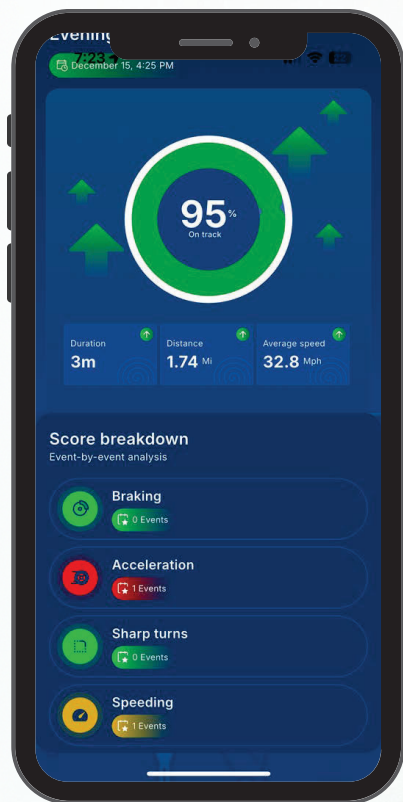 Evening
7:23
December 15, 4:25 PM
95%
On track
Duration
3m
Distance
1.74 Mi
Average speed
32.8 Mph
Score breakdown
Event-by-event analysis
Braking
0 Events
Acceleration
1 Events
Sharp turns
0 Events
Speeding
1 Events